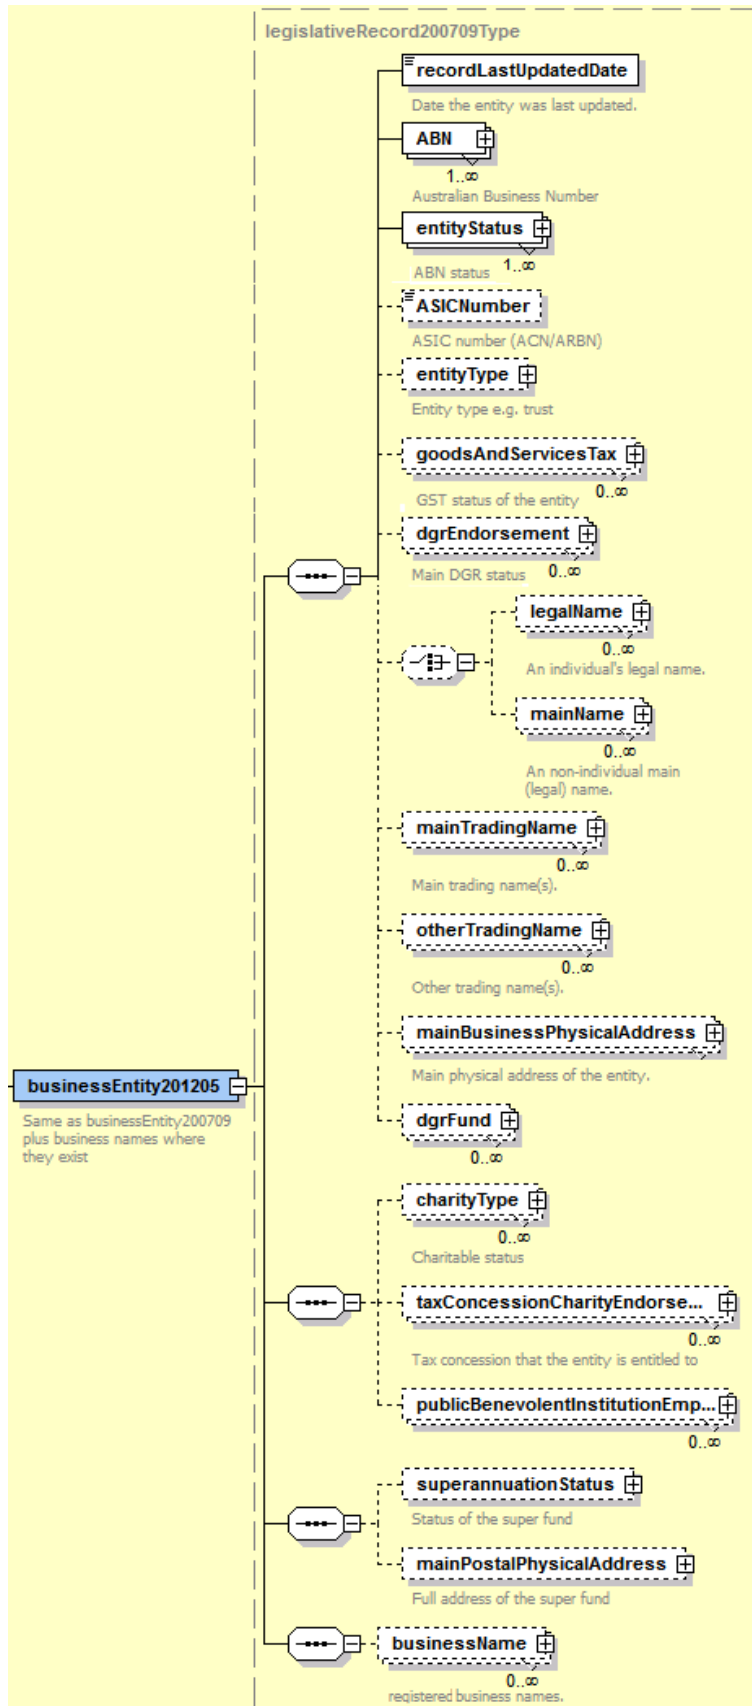 legislativeRecord200709Type
recordLastUpdatedDate
Date the entity was last updated.
ABN
1..∞
Australian Business Number
entityStatus
1..∞
ABN status
ASICNumber
ASIC number (ACN/ARBN)
entityType
Entity type e.g. trust
goodsAndServicesTax
0..∞
GST status of the entity
dgrEndorsement
0..∞
Main DGR status
legalName
0..∞
An individual's legal name.
mainName
0..∞
An non-individual main
(legal) name.
mainTradingName
0..∞
Main trading name(s).
otherTradingName
0..∞
Other trading name(s).
mainBusinessPhysicalAddress
Main physical address of the entity.
dgrFund
0..∞
businessEntity201205
Same as businessEntity200709
plus business names where
they exist
charityType
0..∞
Charitable status
taxConcessionCharityEndorse...
0..∞
Tax concession that the entity is entitled to
publicBenevolentInstitutionEmp...
0..∞
superannuationStatus
Status of the super fund
mainPostalPhysicalAddress
Full address of the super fund
businessName
0..∞
registered business names.